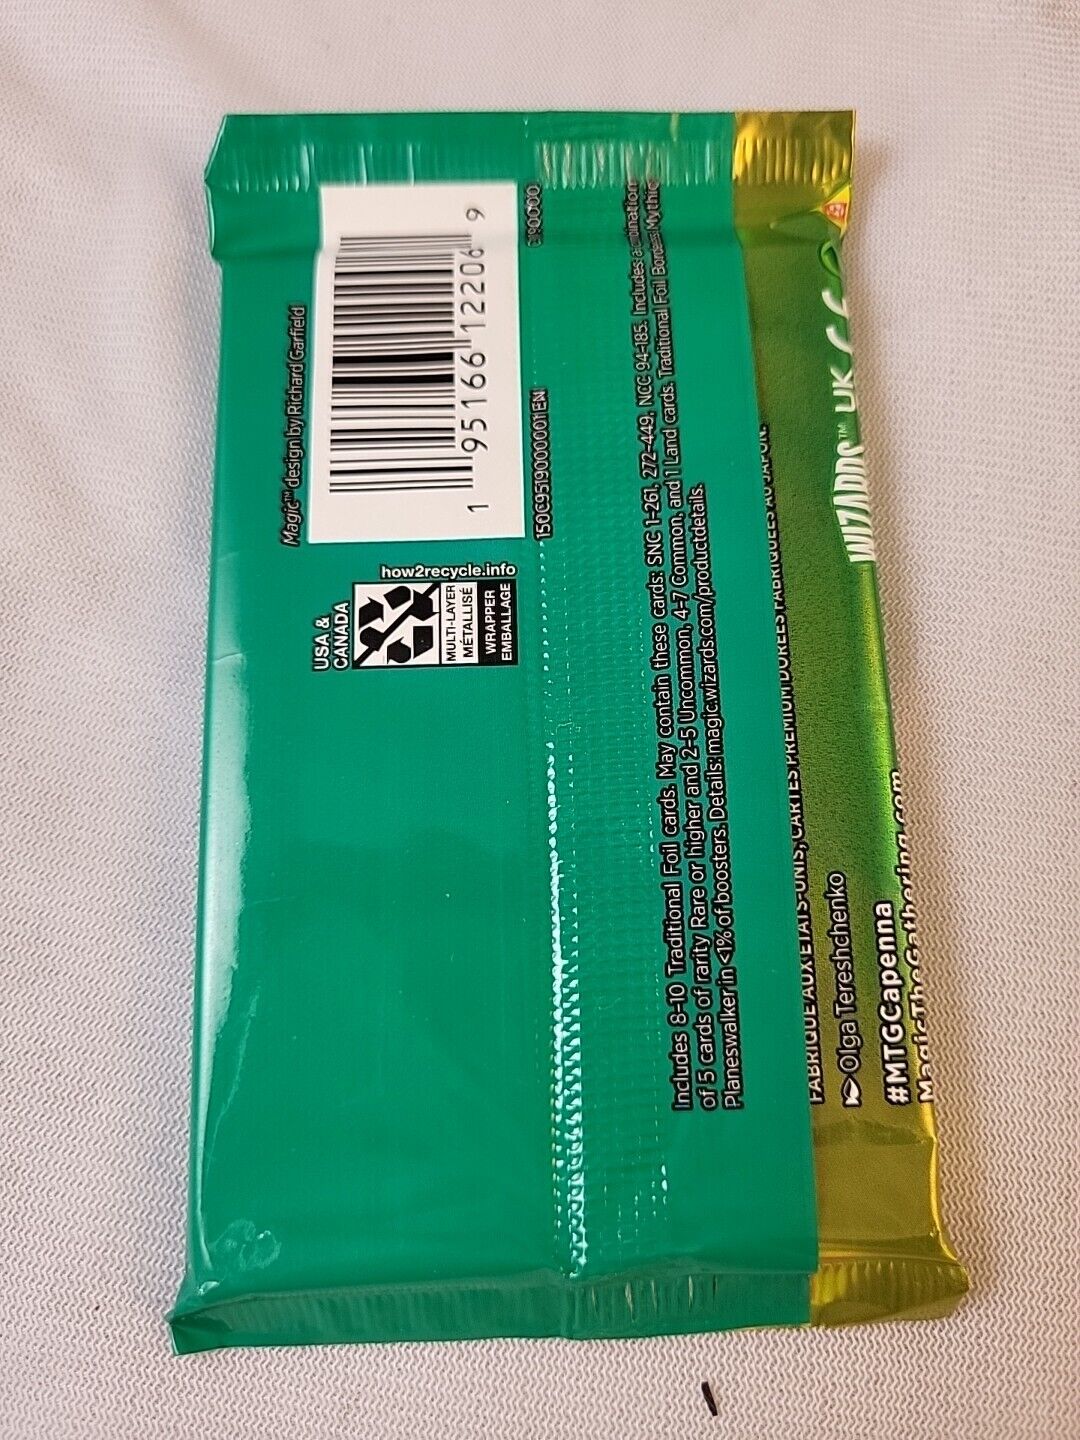 Magic™ design by Richard Garfield
1 95166 12206 9
USA &
CANADA
how2recycle.info
MULTI-LAYER
MÉTALLISÉ
WRAPPER
EMBALLAGE
C190000
150C9519000001 EN
Includes 8-10 Traditional Foil cards. May contain these cards: SNC 1-261, 272-449. NCC 94-185. Includes a
of 5 cards of rarity Rare or higher and 2-5 Uncommon, 4-7 Common, and 1 Land cards. Traditional Foil Borderless Mythic
Planeswalker in <1% of boosters. Details: magic.wizards.com/productdetails.
FABRIQUÉ AUX ÉTATS-UNIS, CARTES PREMIUM DORÉES FABRIQUÉES AU JAPON.
Olga Tereshchenko
WIZARDS™ UK
#MTGCapenna
MagicTheGathering.com